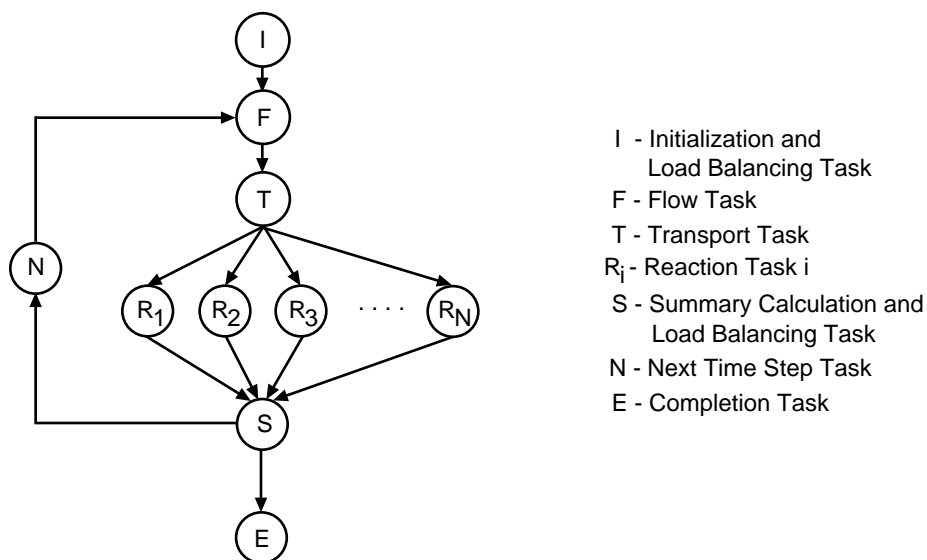 I
F
T
N
R1 R2 R3 . . . . RN
S
E
I - Initialization and
Load Balancing Task
F - Flow Task
T - Transport Task
Ri - Reaction Task i
S - Summary Calculation and
Load Balancing Task
N - Next Time Step Task
E - Completion Task